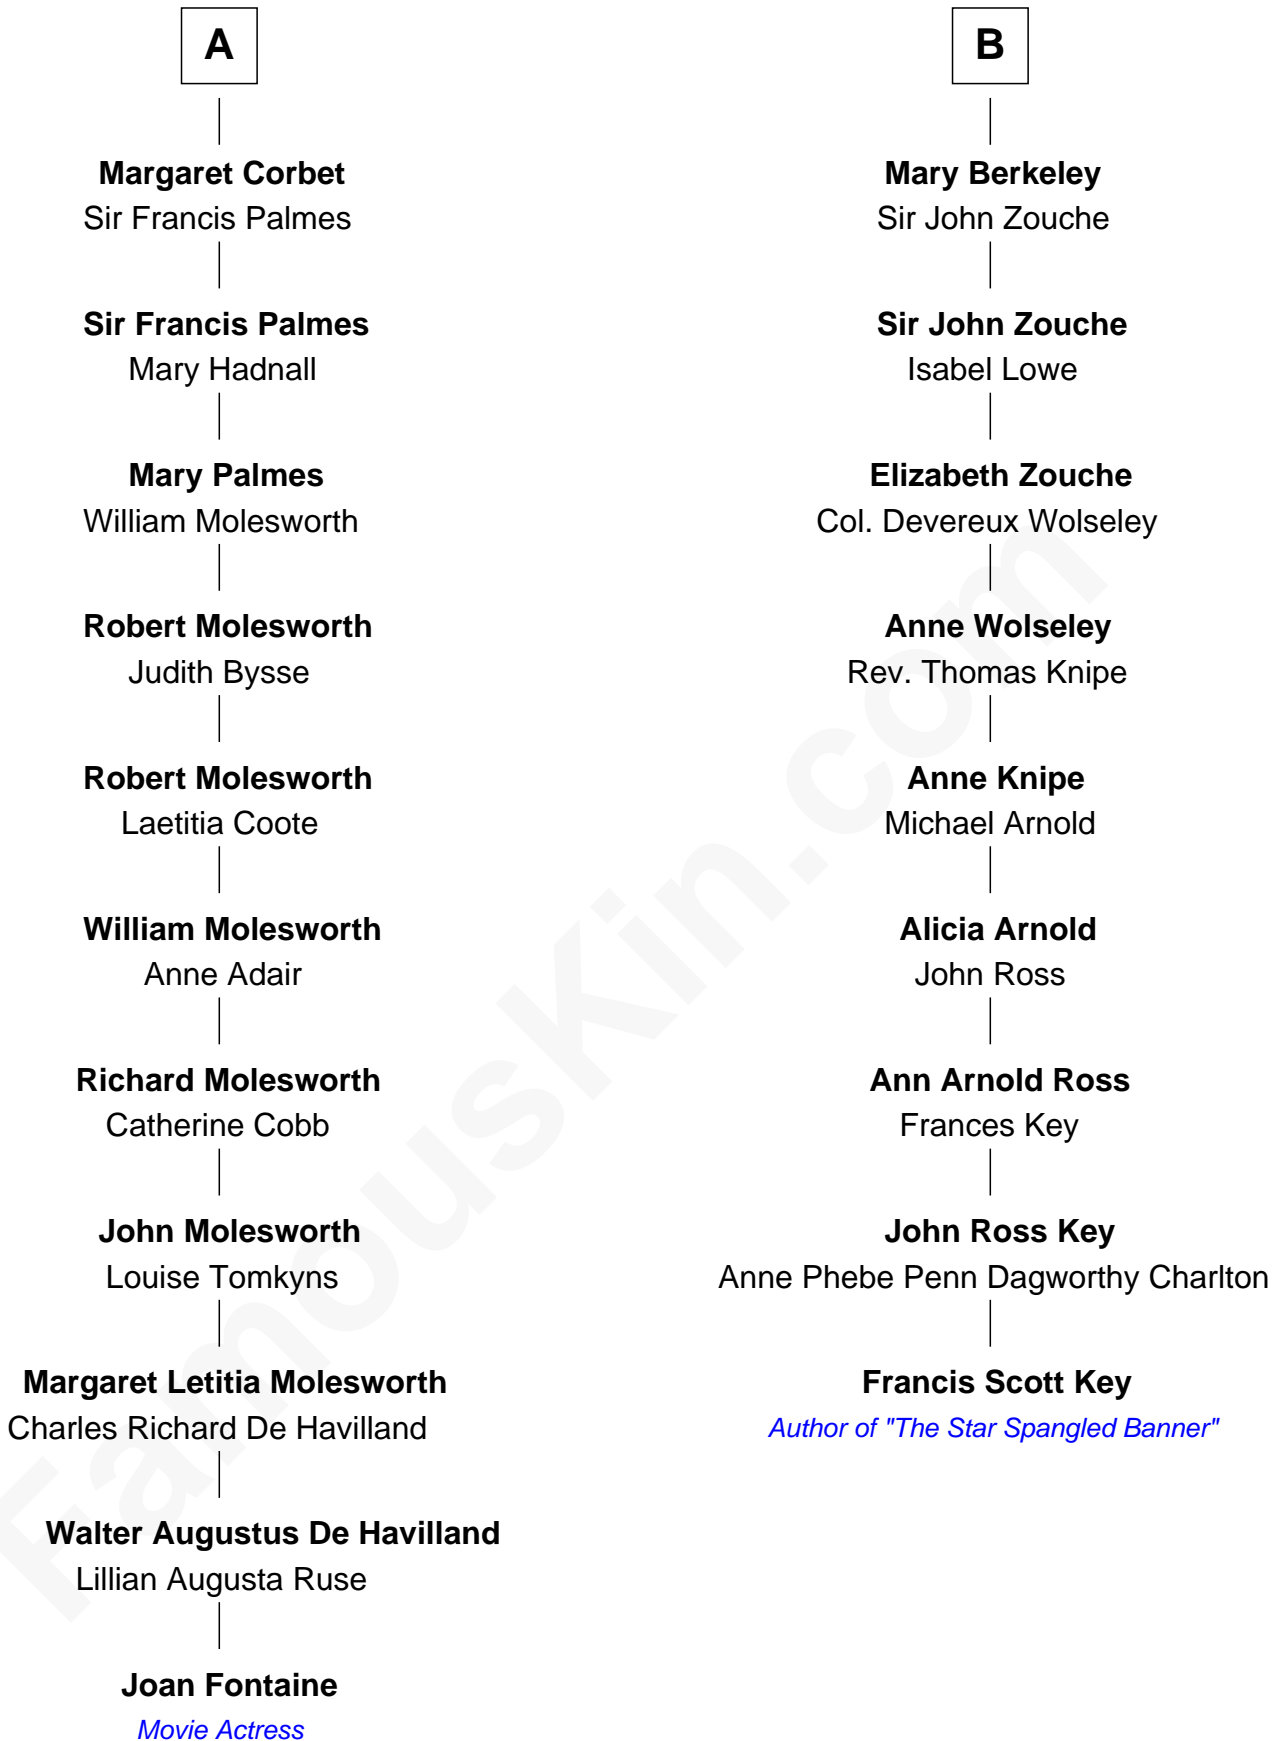 A
Margaret Corbet
Sir Francis Palmes
Sir Francis Palmes
Mary Hadnall
Mary Palmes
William Molesworth
Robert Molesworth
Judith Bysse
Robert Molesworth
Laetitia Coote
William Molesworth
Anne Adair
Richard Molesworth
Catherine Cobb
John Molesworth
Louise Tomkyns
Margaret Letitia Molesworth
Charles Richard De Havilland
Walter Augustus De Havilland
Lillian Augusta Ruse
Joan Fontaine
Movie Actress
B
Mary Berkeley
Sir John Zouche
Sir John Zouche
Isabel Lowe
Elizabeth Zouche
Col. Devereux Wolseley
Anne Wolseley
Rev. Thomas Knipe
Anne Knipe
Michael Arnold
Alicia Arnold
John Ross
Ann Arnold Ross
Frances Key
John Ross Key
Anne Phebe Penn Dagworthy Charlton
Francis Scott Key
Author of "The Star Spangled Banner"
FamousKin.com